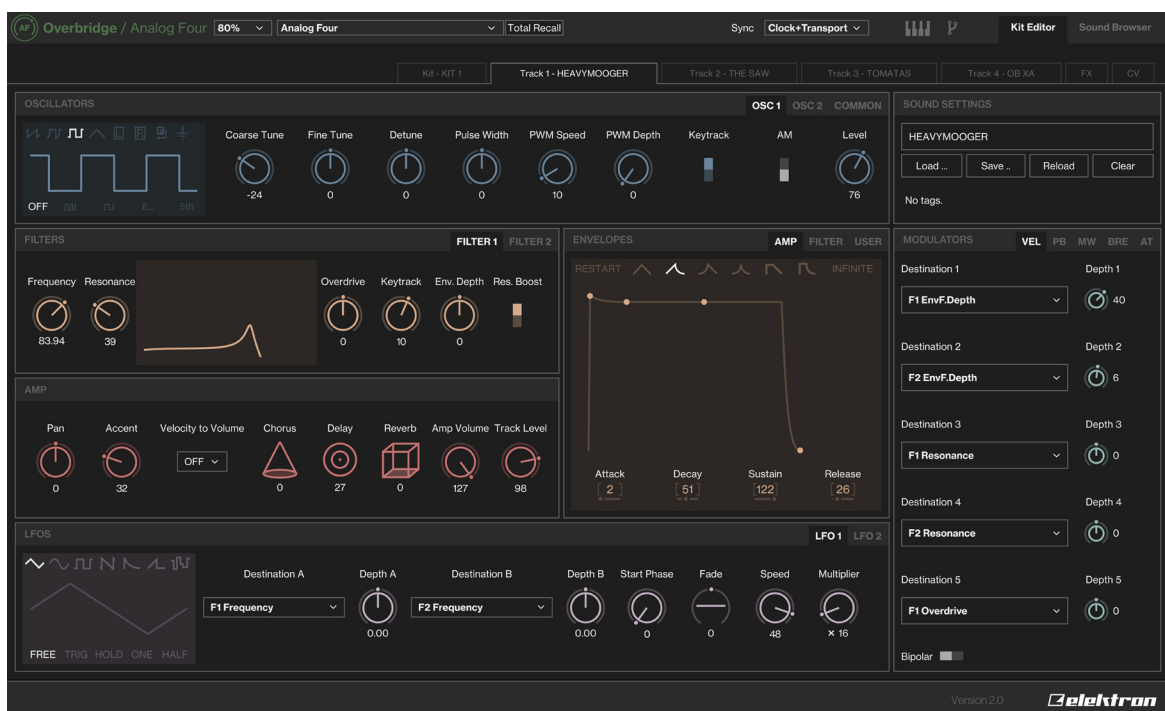 AF Overbridge / Analog Four 80% Analog Four Total Recall Sync Clock+Transport Kit Editor Sound Browser
Kit - KIT 1 Track 1 - HEAVYMOOGER Track 2 - THE SAW Track 3 - TOMATAS Track 4 - OB XA FX CV
OSCILLATORS OSC 1 OSC 2 COMMON
Coarse Tune Fine Tune Detune Pulse Width PWM Speed PWM Depth Keytrack AM Level
-24 0 0 0 10 0 76
OFF 5th
SOUND SETTINGS
HEAVYMOOGER
Load ... Save .. Reload Clear
No tags.
FILTERS FILTER 1 FILTER 2
Frequency Resonance Overdrive Keytrack Env. Depth Res. Boost
83.94 39 0 10 0
ENVELOPES AMP FILTER USER
RESTART INFINITE
Attack Decay Sustain Release
2 51 122 26
AMP
Pan Accent Velocity to Volume Chorus Delay Reverb Amp Volume Track Level
OFF
0 32 0 27 0 127 98
LFOS LFO 1 LFO 2
Destination A Depth A Destination B Depth B Start Phase Fade Speed Multiplier
F1 Frequency F2 Frequency
0.00 0.00 0 0 48 × 16
FREE TRIG HOLD ONE HALF
MODULATORS VEL PB MW BRE AT
Destination 1 Depth 1
F1 EnvF.Depth 40
Destination 2 Depth 2
F2 EnvF.Depth 6
Destination 3 Depth 3
F1 Resonance 0
Destination 4 Depth 4
F2 Resonance 0
Destination 5 Depth 5
F1 Overdrive 0
Bipolar
Version 2.0 elektron